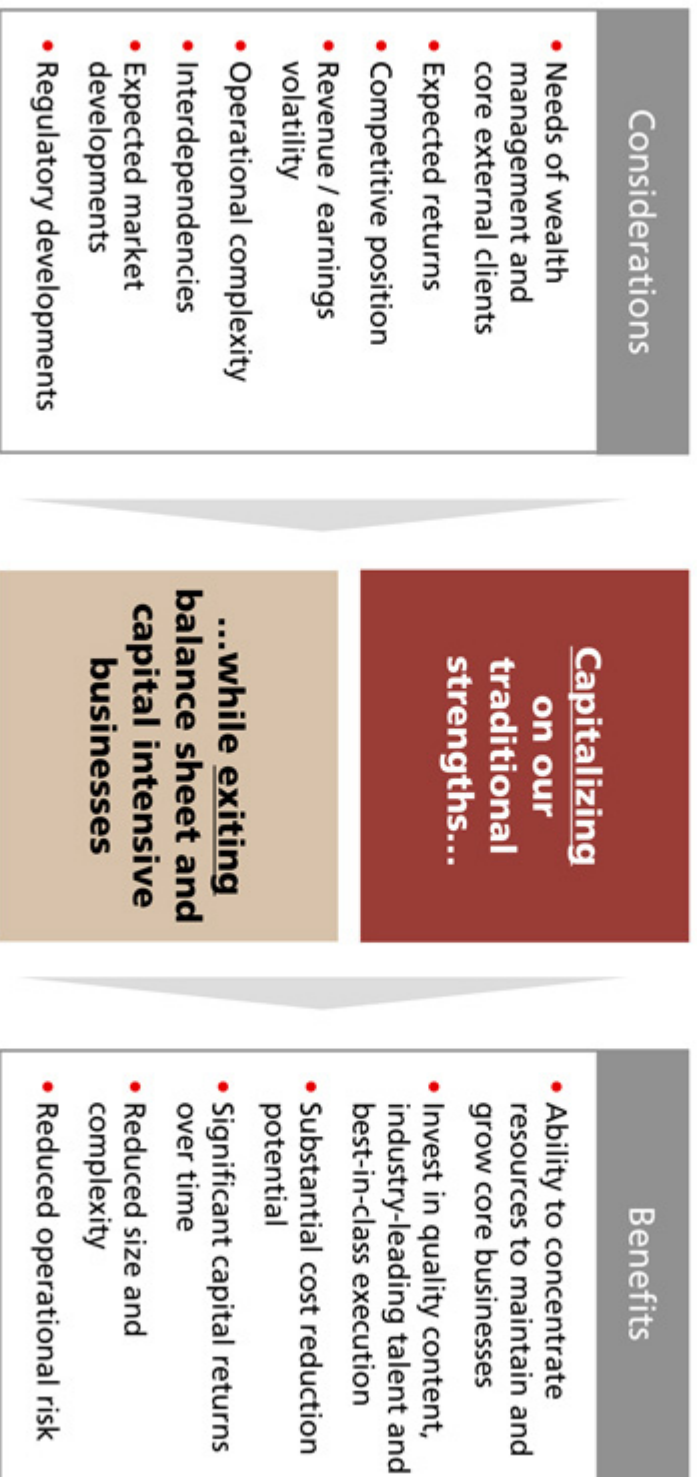 Considerations
• Needs of wealth
management and
core external clients
• Expected returns
• Competitive position
• Revenue / earnings
volatility
• Operational complexity
• Interdependencies
• Expected market
developments
• Regulatory developments
Capitalizing
on our
traditional
strengths...
...while exiting
balance sheet and
capital intensive
businesses
Benefits
• Ability to concentrate
resources to maintain and
grow core businesses
• Invest in quality content,
industry-leading talent and
best-in-class execution
• Substantial cost reduction
potential
• Significant capital returns
over time
• Reduced size and
complexity
• Reduced operational risk